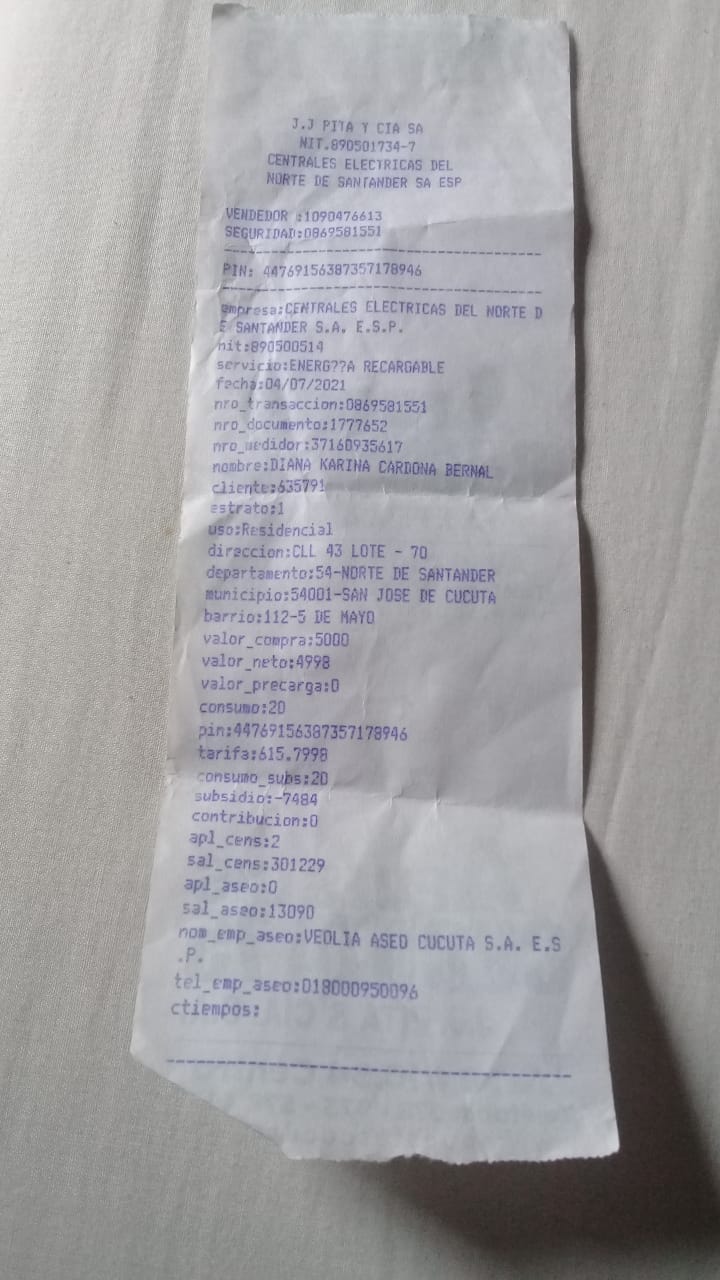 J.J PITA Y CIA SA
NIT.890501734-7
CENTRALES ELECTRICAS DEL
NORTE DE SANTANDER SA ESP
VENDEDOR :1090476613
SEGURIDAD:0869581551
PIN: 44769156387357178946
empresa:CENTRALES ELECTRICAS DEL NORTE D
E SANTANDER S.A. E.S.P.
nit:890500514
servicio:ENERG??A RECARGABLE
fecha:04/07/2021
nro_transaccion:0869581551
nro_documento:1777652
nro_medidor:37160935617
nombre:DIANA KARINA CARDONA BERNAL
cliente:635791
estrato:1
uso:Residencial
direccion:CLL 43 LOTE - 70
departamento:54-NORTE DE SANTANDER
municipio:54001-SAN JOSE DE CUCUTA
barrio:112-5 DE MAYO
valor_compra:5000
valor_neto:4998
valor_precarga:0
consumo:20
pin:44769156387357178946
tarifa:615.7998
consumo_subs:20
subsidio:-7484
contribucion:0
apl_cens:2
sal_cens:301229
apl_aseo:0
sal_aseo:13090
nom_emp_aseo:VEOLIA ASEO CUCUTA S.A. E.S
.P.
tel_emp_aseo:018000950096
ctiempos: